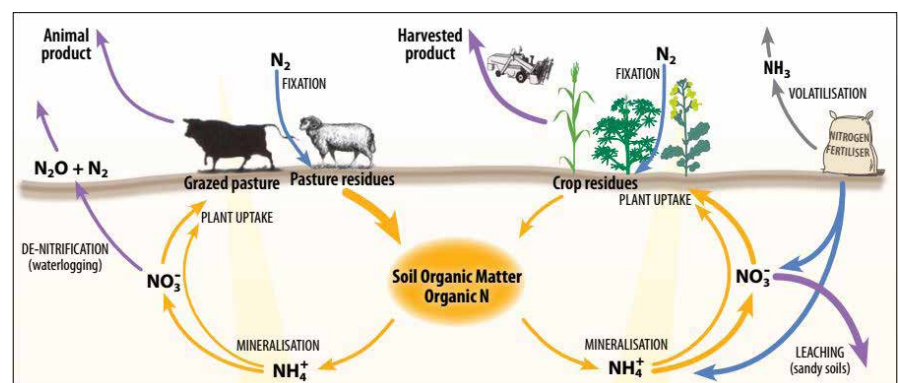 Animal
product
N₂
FIXATION
N₂O + N₂
Grazed pasture
Pasture residues
PLANT UPTAKE
DE-NITRIFICATION
(waterlogging)
NO₃⁻
MINERALISATION
NH₄⁺
Soil Organic Matter
Organic N
Harvested
product
N₂
FIXATION
NH₃
VOLATILISATION
NITROGEN
FERTILISER
Crop residues
PLANT UPTAKE
NO₃⁻
MINERALISATION
NH₄⁺
LEACHING
(sandy soils)